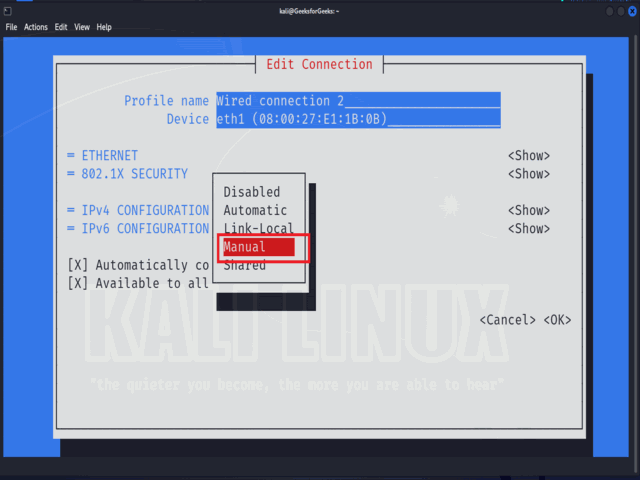 kali@GeeksforGeeks: ~
File Actions Edit View Help
Edit Connection
Profile name Wired connection 2
Device eth1 (08:00:27:E1:1B:0B)
= ETHERNET <Show>
= 802.1X SECURITY <Show>
Disabled
Automatic
= IPv4 CONFIGURATION <Show>
Link-Local
= IPv6 CONFIGURATION <Show>
Manual
Shared
[X] Automatically co
[X] Available to all
<Cancel> <OK>
KALI LINUX
"the quieter you become, the more you are able to hear"